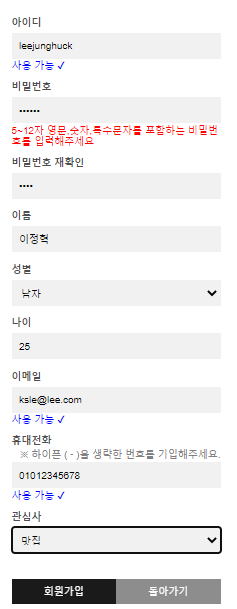 아이디
leejunghuck
사용 가능 ✓
비밀번호
••••••
5~12자 영문,숫자,특수문자를 포함하는 비밀번
호를 입력해주세요
비밀번호 재확인
••••
이름
이정혁
성별
남자
나이
25
이메일
ksle@lee.com
사용 가능 ✓
휴대전화
※ 하이픈 ( - )을 생략한 번호를 기입해주세요.
01012345678
사용 가능 ✓
관심사
맛집
회원가입 돌아가기